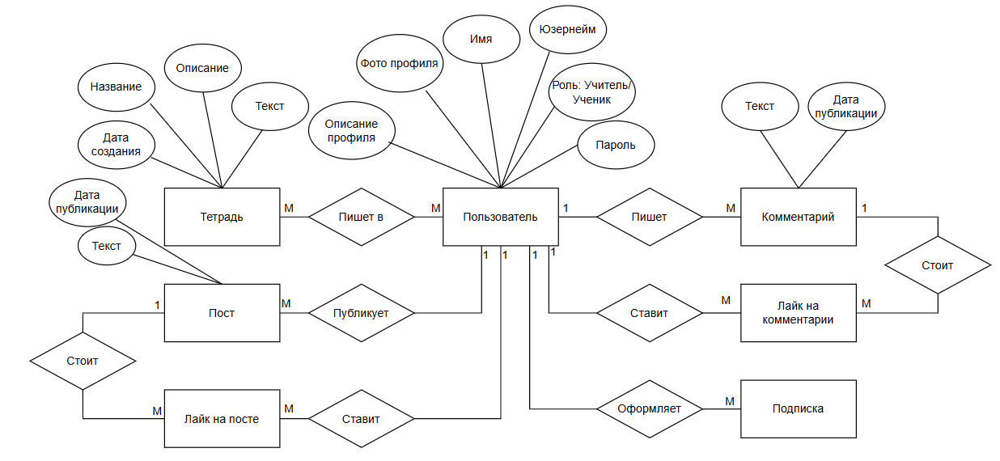 Юзернейм
Имя
Фото профиля
Описание
Название
Текст
Роль: Учитель/
Ученик
Текст
Дата
публикации
Описание
профиля
Дата
создания
Пароль
Дата
публикации
Тетрадь
М
Пишет в
М
Пользователь
1
Пишет
М
Комментарий
1
Текст
1
1
1
1
Стоит
1
Пост
М
Публикует
Ставит
М
Лайк на
комментарии
М
Стоит
М
Лайк на посте
М
Ставит
Оформляет
М
Подписка